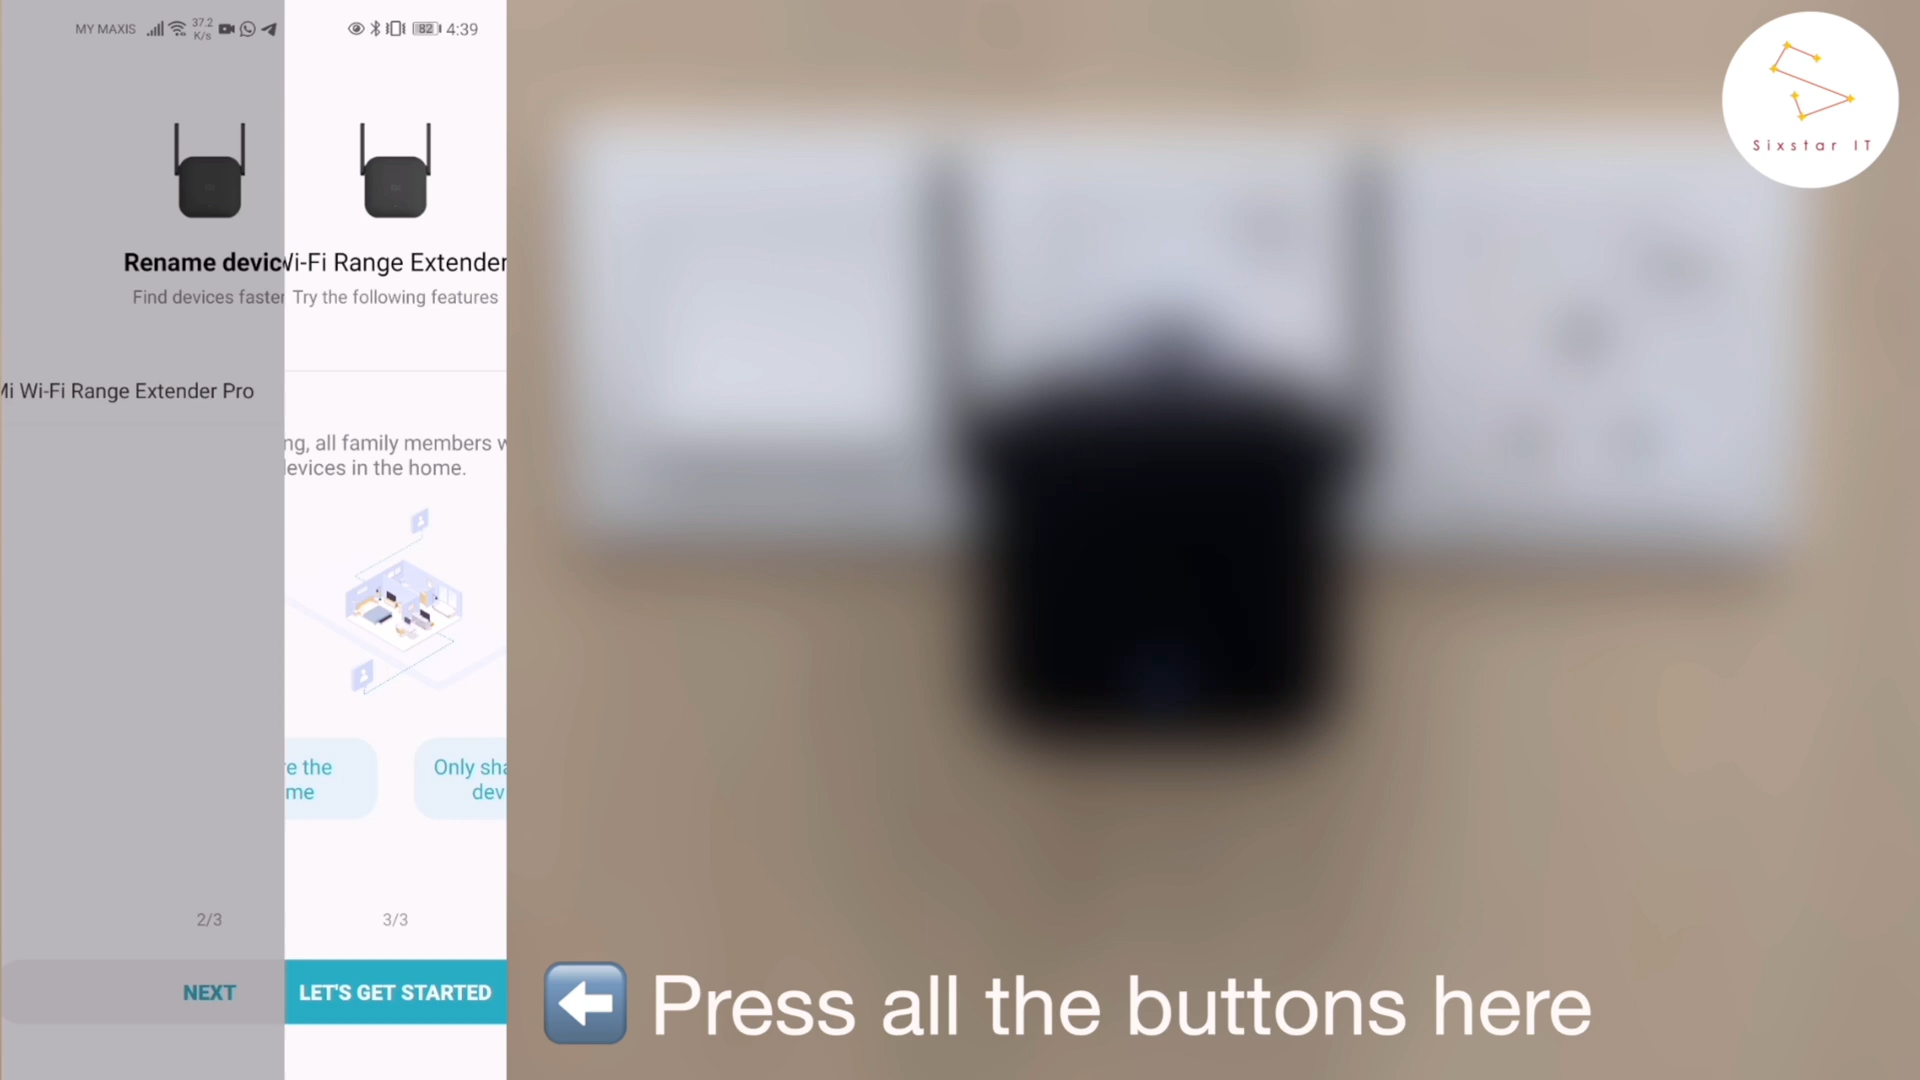 MY MAXIS 37.2 K/s 82 4:39
Sixstar IT
Rename devic
Find devices faster
Mi Wi-Fi Range Extender Pro
2/3
NEXT
Wi-Fi Range Extender
Try the following features
ng, all family members w
evices in the home.
e the
me
Only sha
dev
3/3
LET'S GET STARTED
Press all the buttons here